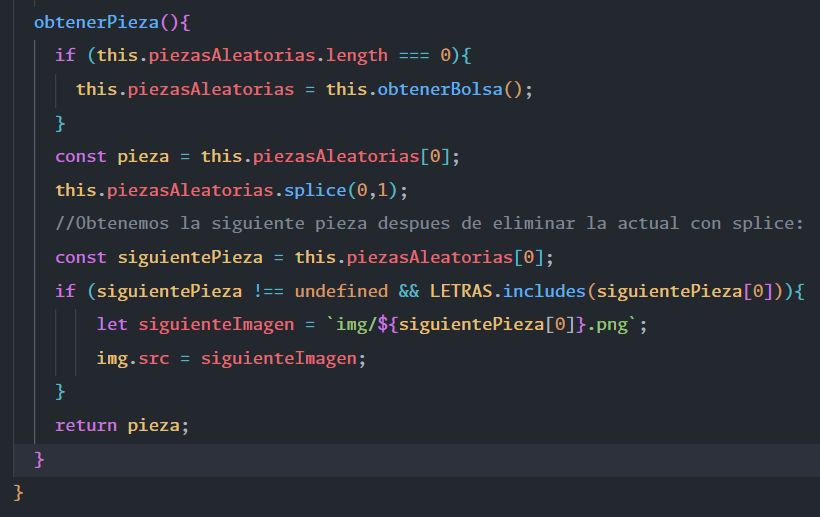 obtenerPieza(){
if (this.piezasAleatorias.length === 0){
this.piezasAleatorias = this.obtenerBolsa();
}
const pieza = this.piezasAleatorias[0];
this.piezasAleatorias.splice(0,1);
//Obtenemos la siguiente pieza despues de eliminar la actual con splice:
const siguientePieza = this.piezasAleatorias[0];
if (siguientePieza !== undefined && LETRAS.includes(siguientePieza[0])){
let siguienteImagen = `img/${siguientePieza[0]}.png`;
img.src = siguienteImagen;
}
return pieza;
}
}